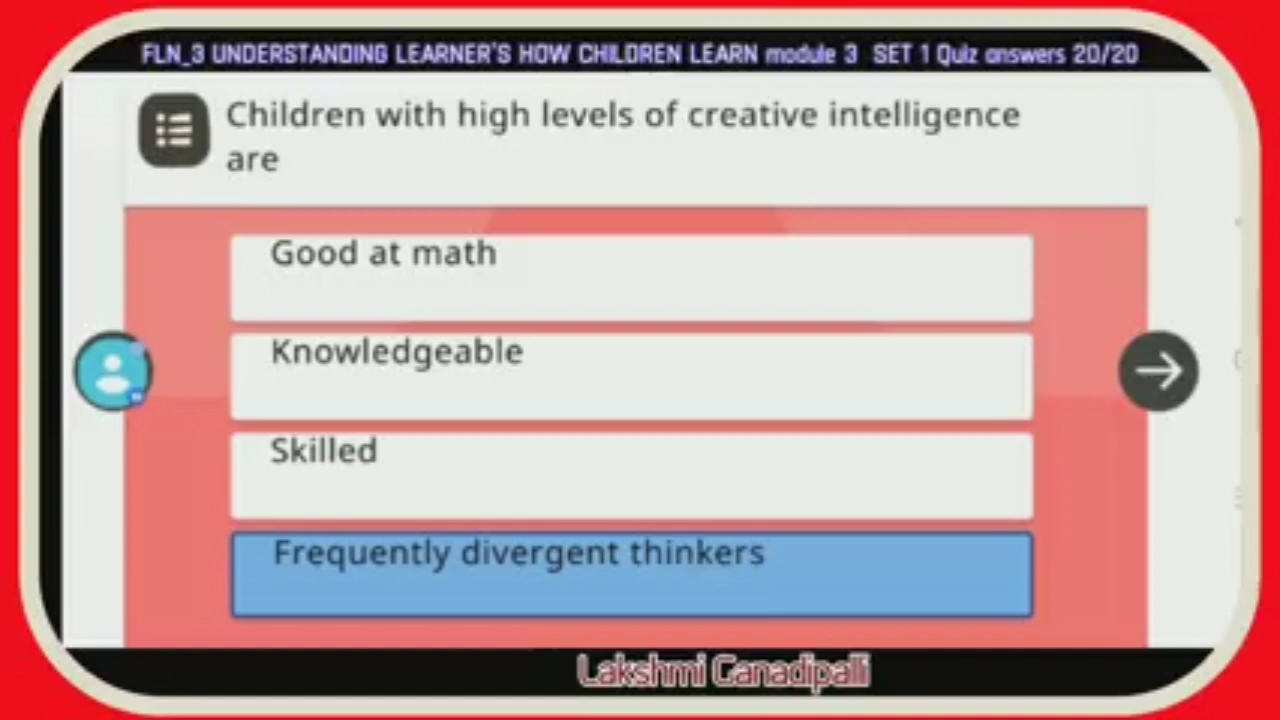 FLN_3 UNDERSTANDING LEARNER'S HOW CHILDREN LEARN module 3 SET 1 Quiz answers 20/20
Children with high levels of creative intelligence
are
Good at math
Knowledgeable
Skilled
Frequently divergent thinkers
Lakshmi Canadipalli